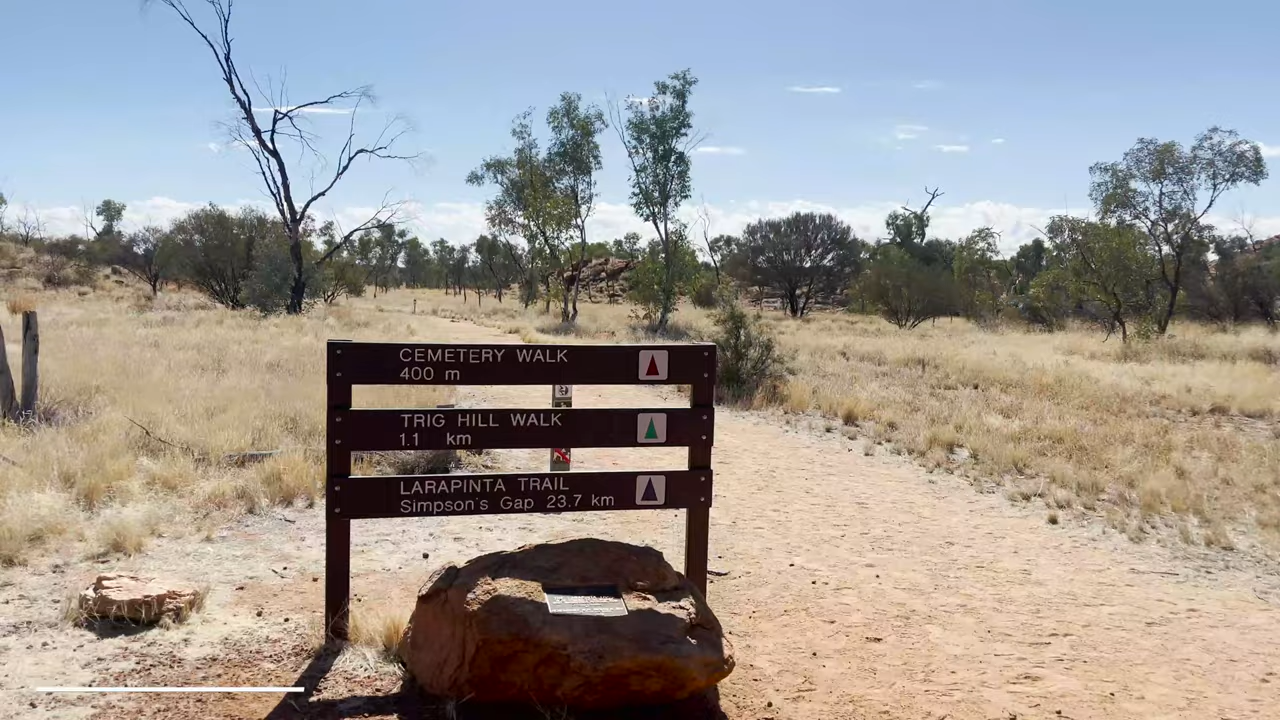 CEMETERY WALK
400 m
TRIG HILL WALK
1.1 km
LARAPINTA TRAIL
Simpson's Gap 23.7 km